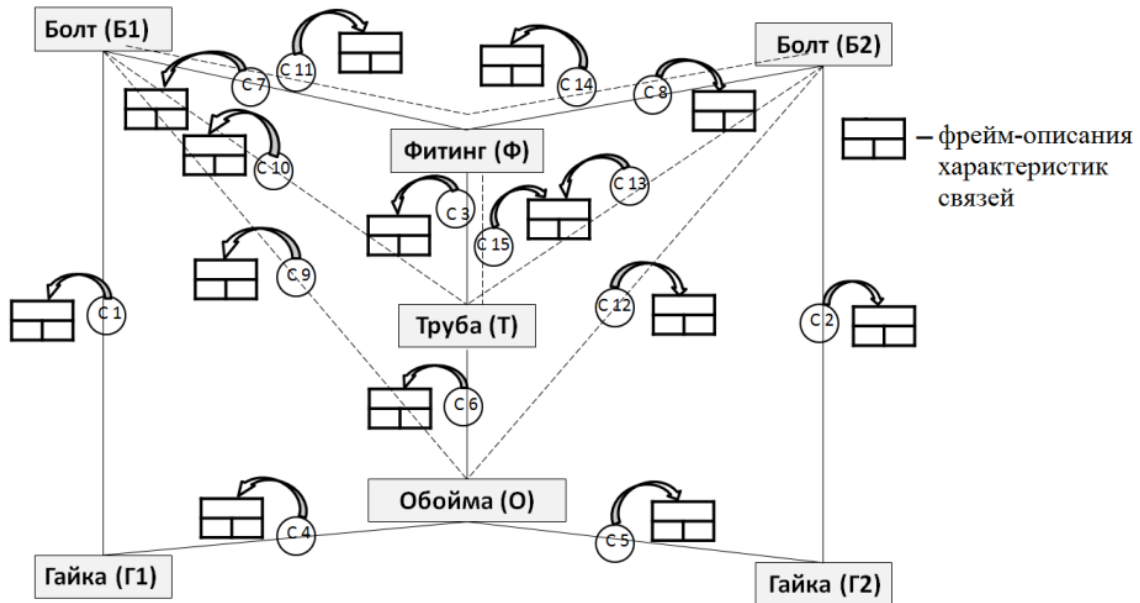 Болт (Б1)
Болт (Б2)
С 11
С 7
С 14
С 8
Фитинг (Ф)
– фрейм-описания
характеристик
связей
С 10
С 13
С 3
С 15
С 9
С 12
С 1
Труба (Т)
С 2
С 6
Обойма (О)
С 4
С 5
Гайка (Г1)
Гайка (Г2)